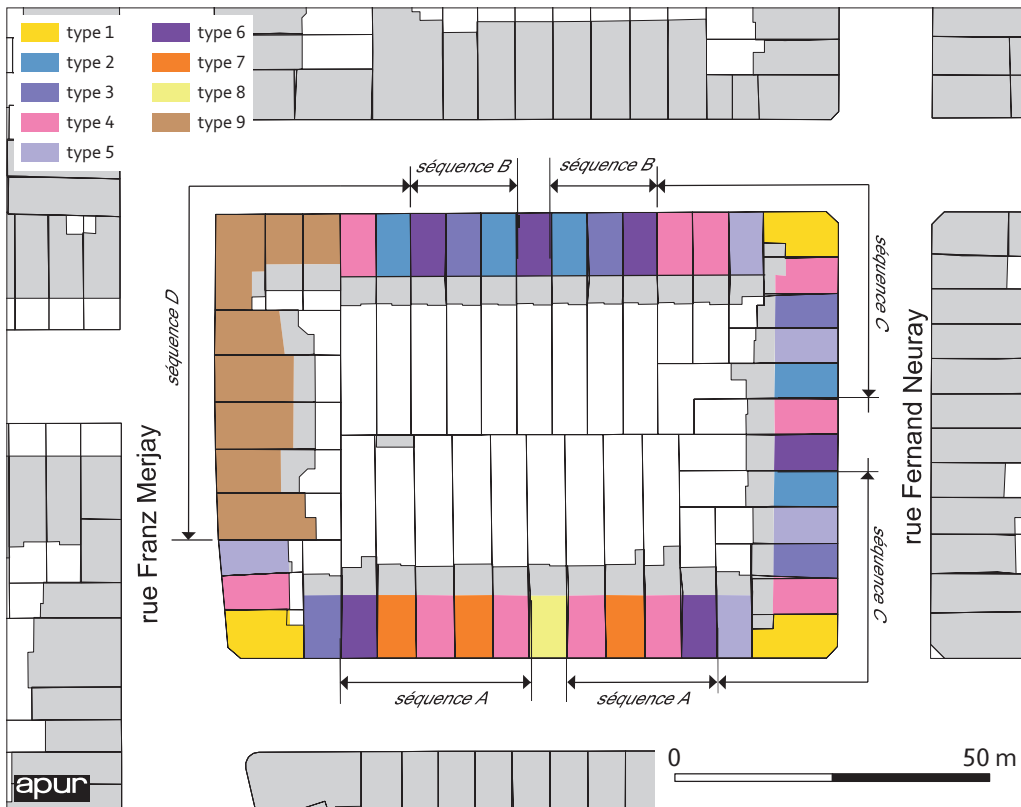 type 1
type 2
type 3
type 4
type 5
type 6
type 7
type 8
type 9
séquence B
séquence B
séquence D
séquence C
rue Franz Merjay
rue Fernand Neuray
séquence C
séquence A
séquence A
0
50 m
apur